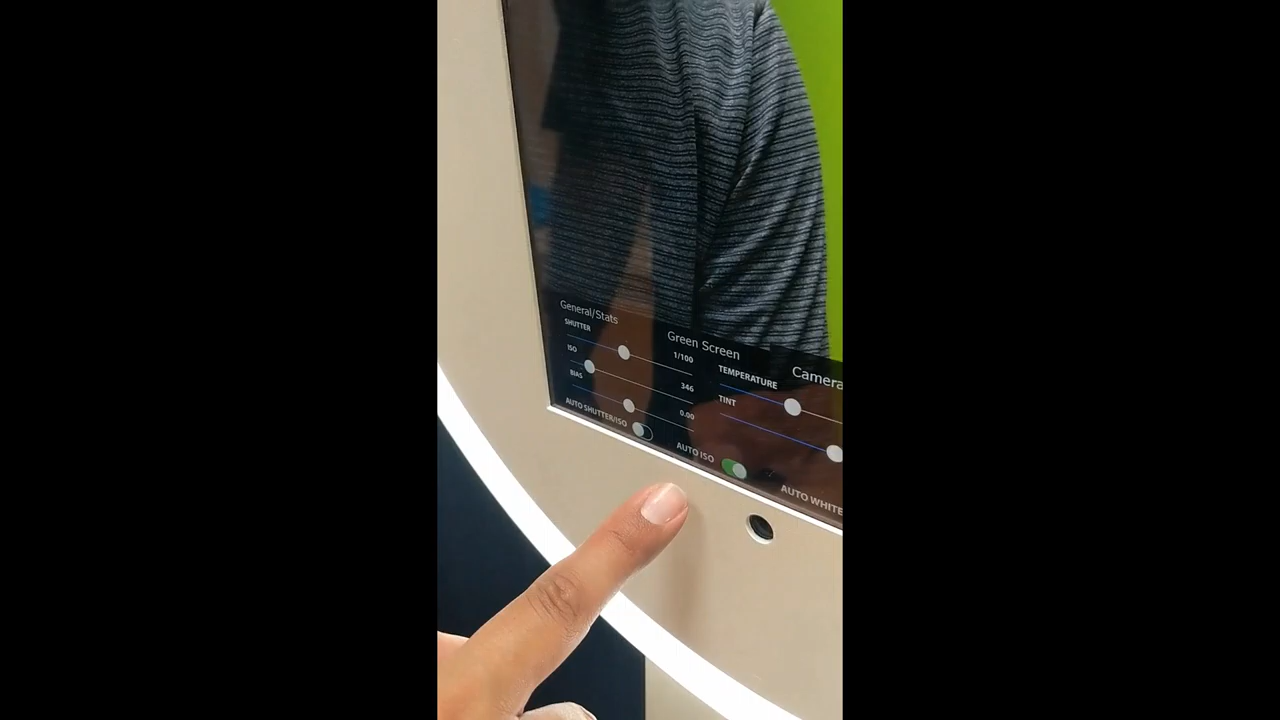 General/Stats
Green Screen
Camera
SHUTTER
1/100
ISO
346
BIAS
0.00
AUTO SHUTTER/ISO
AUTO ISO
TEMPERATURE
TINT
AUTO WHITE